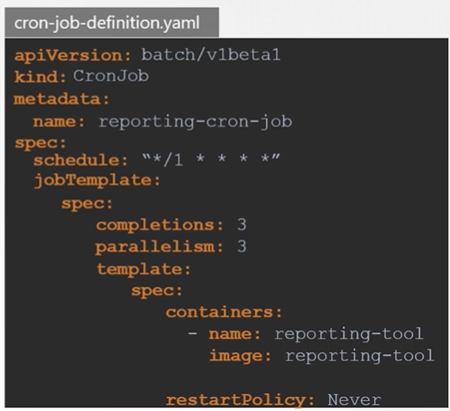 cron-job-definition.yaml
apiVersion: batch/v1beta1
kind: CronJob
metadata:
  name: reporting-cron-job
spec:
  schedule: “*/1 * * * *”
  jobTemplate:
    spec:
      completions: 3
      parallelism: 3
      template:
        spec:
          containers:
            - name: reporting-tool
              image: reporting-tool
          restartPolicy: Never